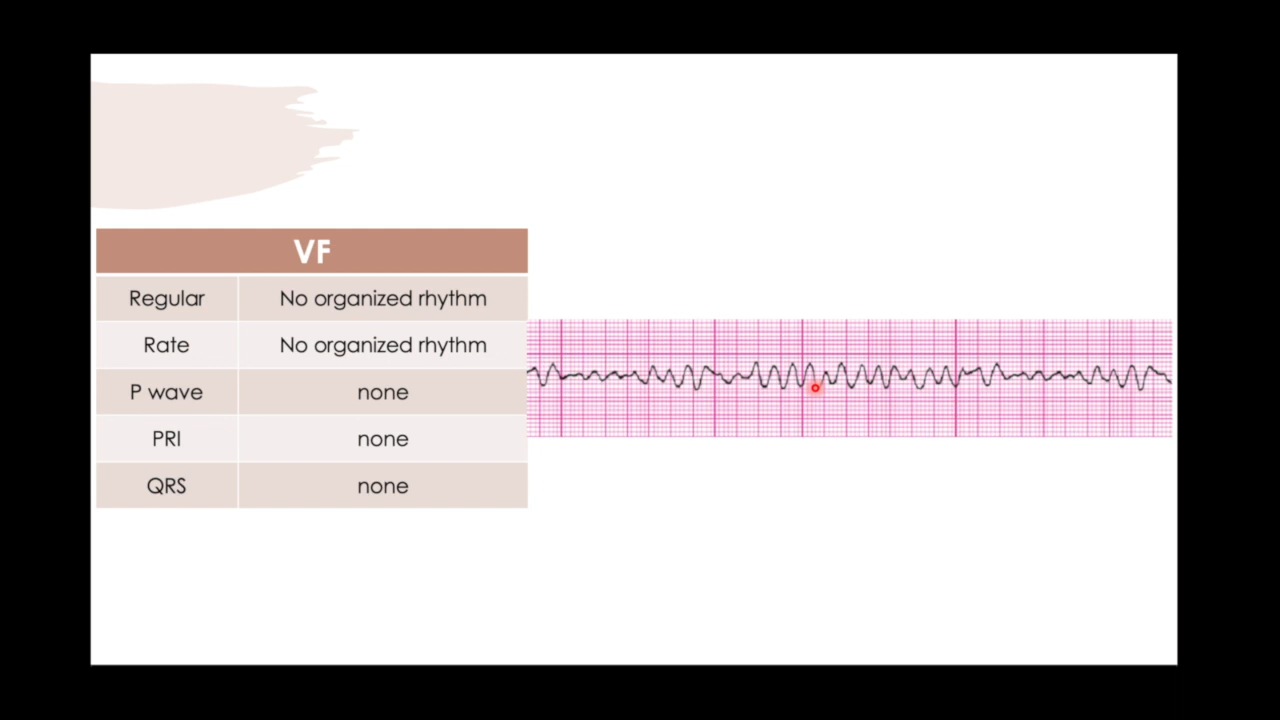 VF
Regular No organized rhythm
Rate No organized rhythm
P wave none
PRI none
QRS none